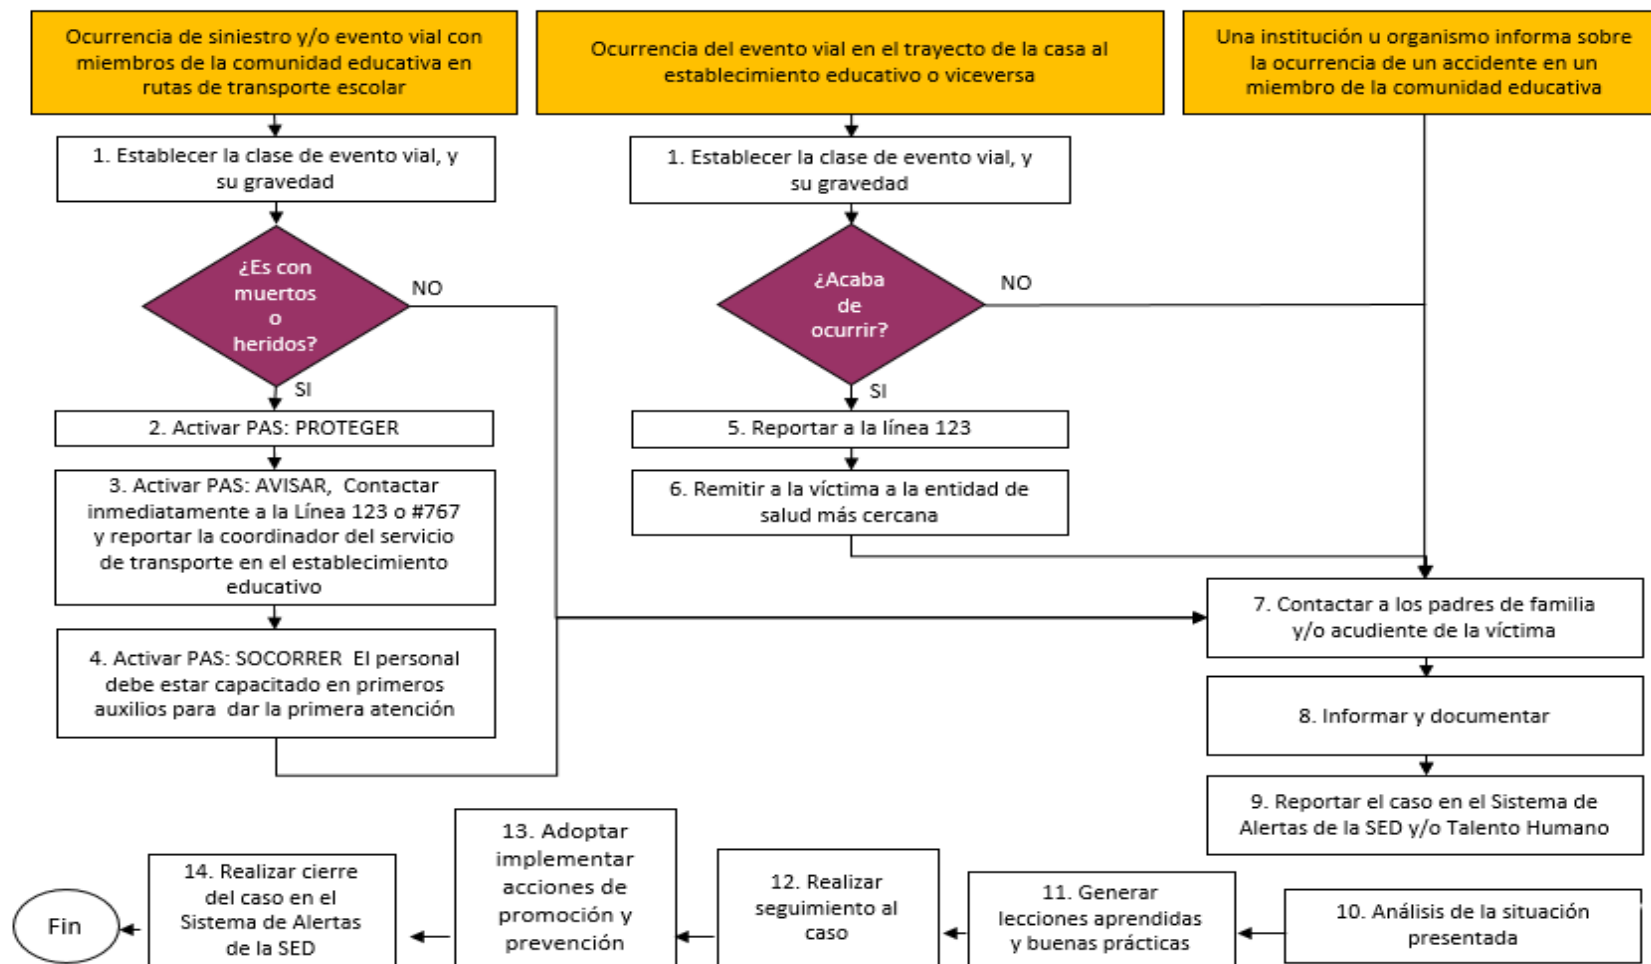 Ocurrencia de siniestro y/o evento vial con
miembros de la comunidad educativa en
rutas de transporte escolar
Ocurrencia del evento vial en el trayecto de la casa al
establecimiento educativo o viceversa
Una institución u organismo informa sobre
la ocurrencia de un accidente en un
miembro de la comunidad educativa
1. Establecer la clase de evento vial, y
su gravedad
1. Establecer la clase de evento vial, y
su gravedad
¿Es con
muertos
o
heridos?
NO
SI
¿Acaba
de
ocurrir?
NO
SI
2. Activar PAS: PROTEGER
3. Activar PAS: AVISAR, Contactar
inmediatamente a la Línea 123 o #767
y reportar la coordinador del servicio
de transporte en el establecimiento
educativo
4. Activar PAS: SOCORRER El personal
debe estar capacitado en primeros
auxilios para dar la primera atención
5. Reportar a la línea 123
6. Remitir a la víctima a la entidad de
salud más cercana
7. Contactar a los padres de familia
y/o acudiente de la víctima
8. Informar y documentar
9. Reportar el caso en el Sistema de
Alertas de la SED y/o Talento Humano
10. Análisis de la situación
presentada
11. Generar
lecciones aprendidas
y buenas prácticas
12. Realizar
seguimiento al
caso
13. Adoptar
implementar
acciones de
promoción y
prevención
14. Realizar cierre
del caso en el
Sistema de Alertas
de la SED
Fin